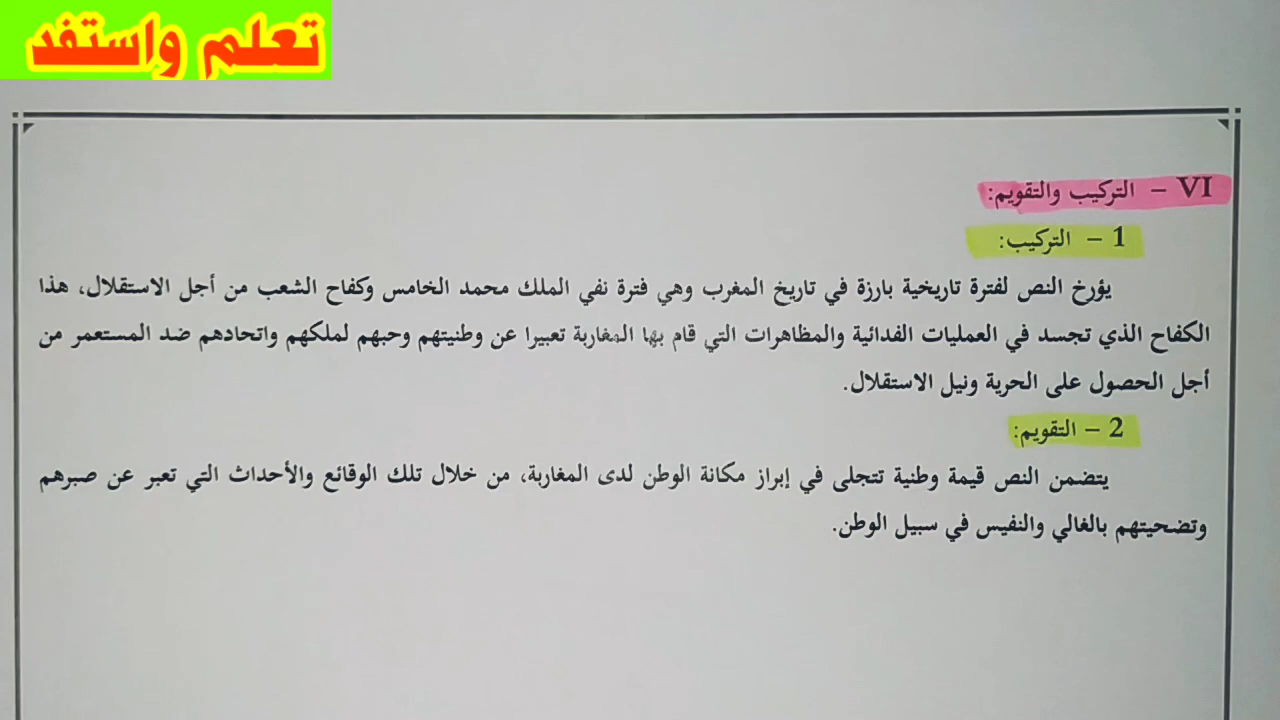 تعلم واستفد
VI – التركيب والتقويم:
1 – التركيب:
يؤرخ النص لفترة تاريخية بارزة في تاريخ المغرب وهي فترة نفي الملك محمد الخامس وكفاح الشعب من أجل الاستقلال، هذا
الكفاح الذي تجسد في العمليات الفدائية والمظاهرات التي قام بها المغاربة تعبيرا عن وطنيتهم وحبهم لملكهم واتحادهم ضد المستعمر من
أجل الحصول على الحرية ونيل الاستقلال.
2 – التقويم:
يتضمن النص قيمة وطنية تتجلى في إبراز مكانة الوطن لدى المغاربة، من خلال تلك الوقائع والأحداث التي تعبر عن صبرهم
وتضحيتهم بالغالي والنفيس في سبيل الوطن.